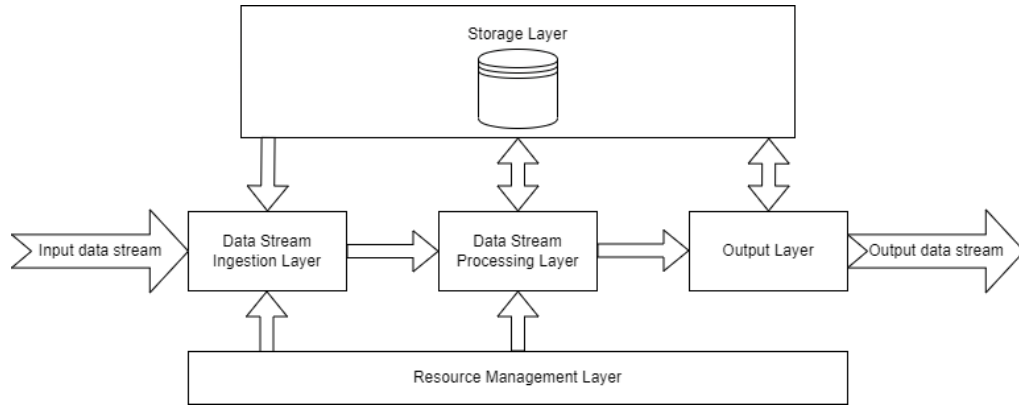 Storage Layer
Input data stream
Data Stream
Ingestion Layer
Data Stream
Processing Layer
Output Layer
Output data stream
Resource Management Layer